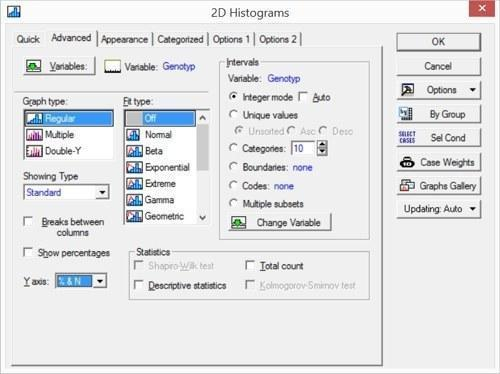 2D Histograms
Quick Advanced Appearance Categorized Options 1 Options 2
Variables: Variable: Genotyp
Graph type:
Regular
Multiple
Double-Y
Fit type:
Off
Normal
Beta
Exponential
Extreme
Gamma
Geometric
Showing Type
Standard
Breaks between
columns
Show percentages
Y axis: % & N
Intervals
Variable: Genotyp
Integer mode Auto
Unique values
Unsorted Asc Desc
Categories: 10
Boundaries: none
Codes: none
Multiple subsets
Change Variable
Statistics
Shapiro-Wilk test Total count
Descriptive statistics Kolmogorov-Smirnov test
OK
Cancel
Options
By Group
SELECT CASES Sel Cond
Case Weights
Graphs Gallery
Updating: Auto